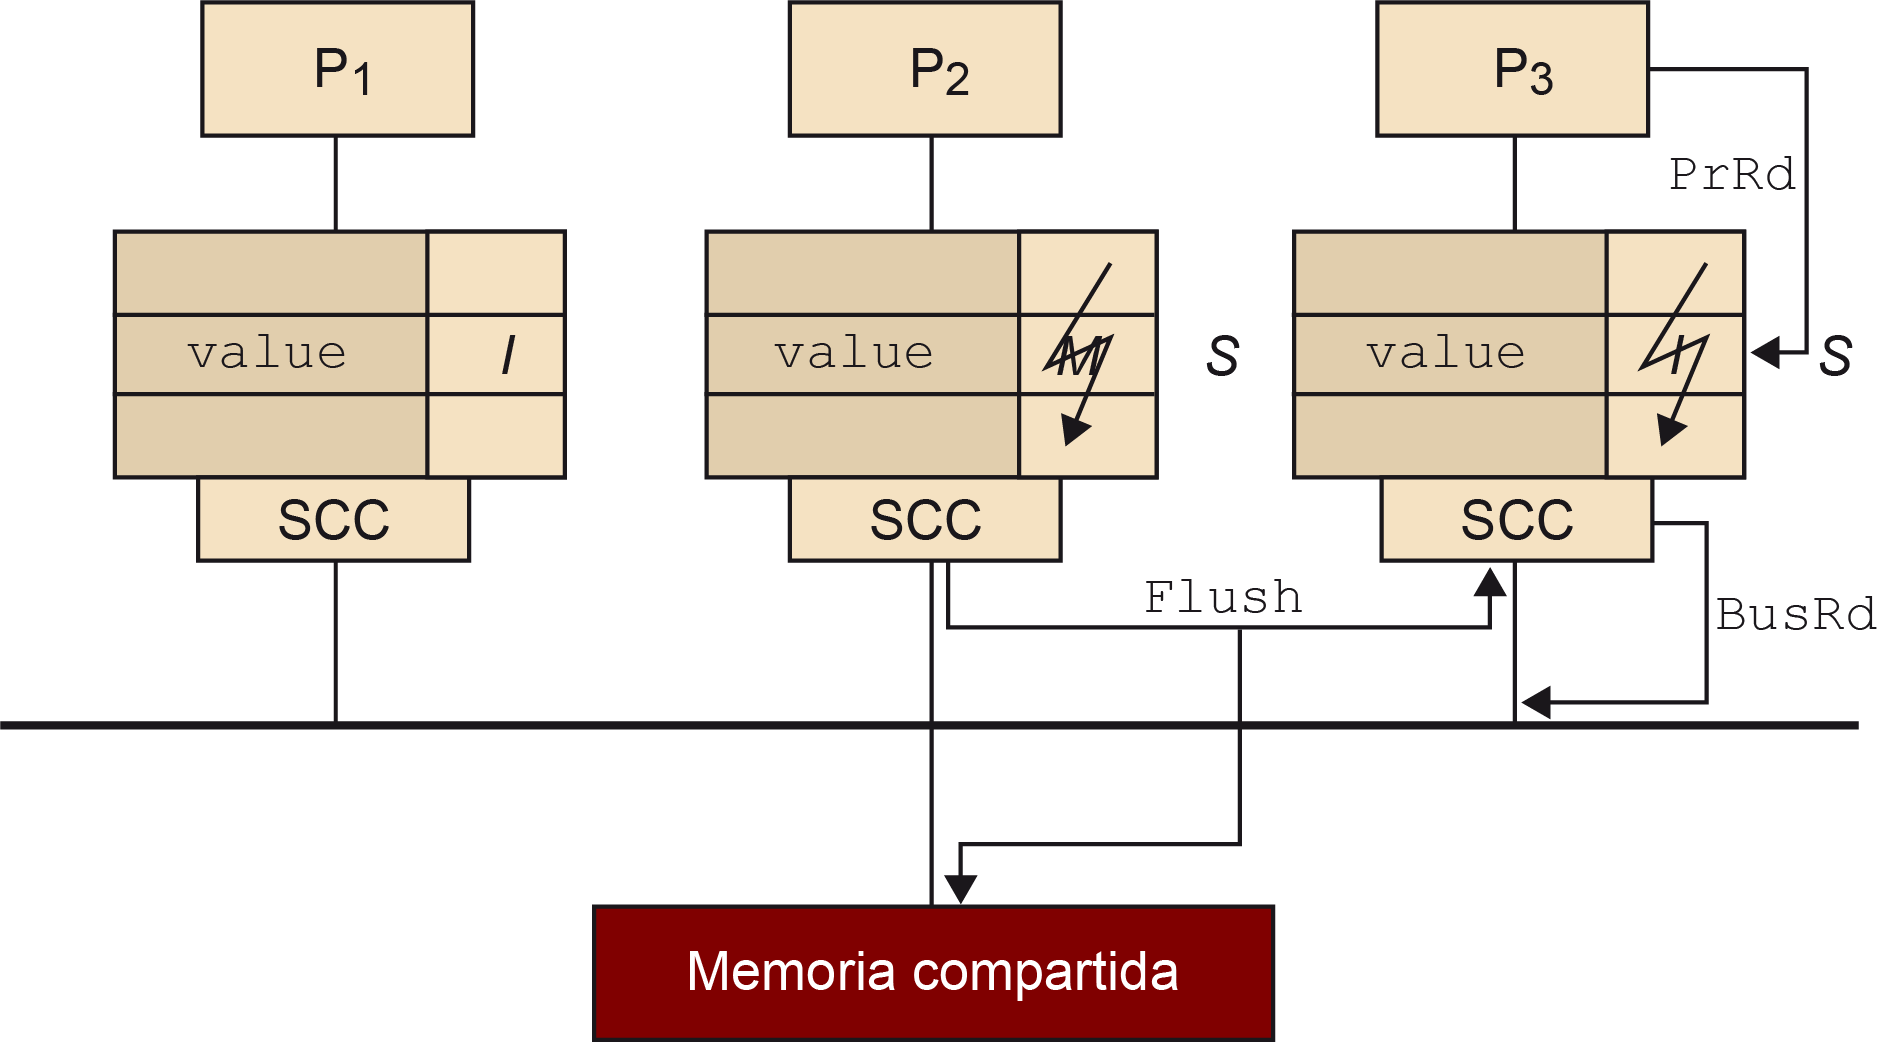 P1
P2
P3
PrRd
value I
value M S
value I S
SCC
SCC
SCC
Flush
BusRd
Memoria compartida